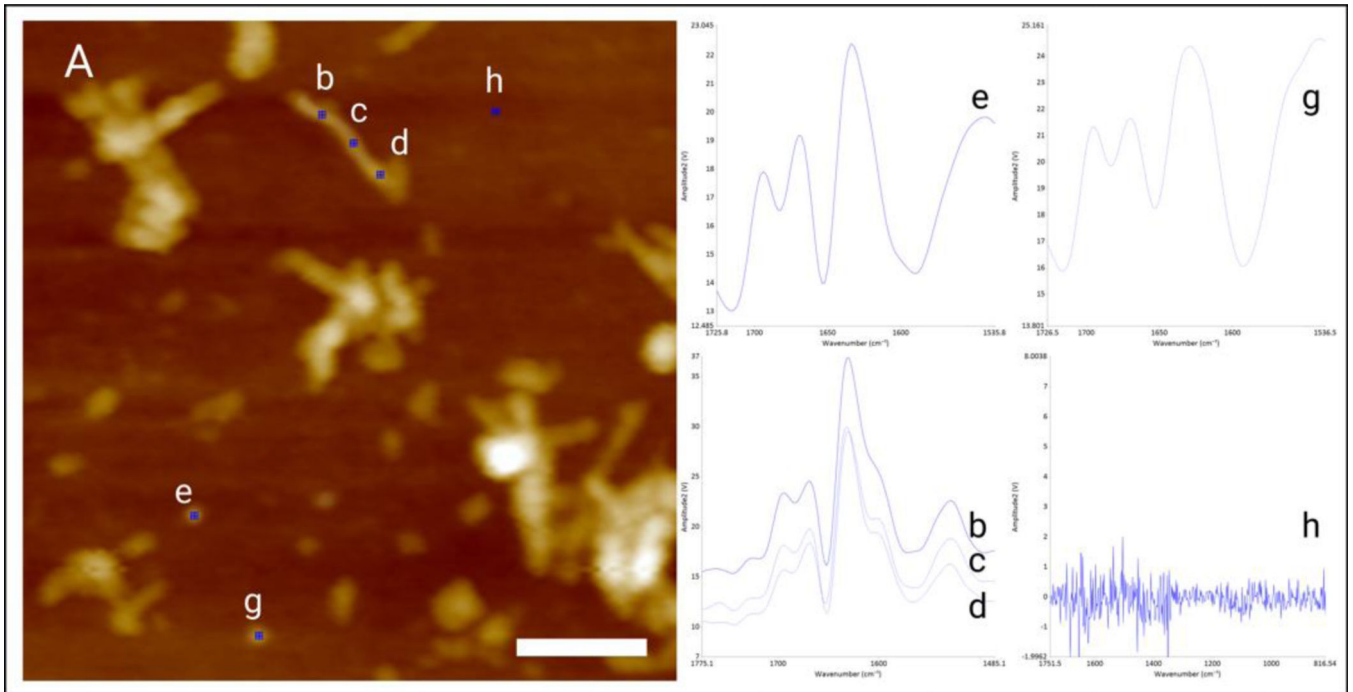 A
b
h
c
d
e
g
23.045
22
21
20
19
18
17
16
15
14
13
12.485
Amplitude2 (V)
e
1725.8 1700 1650 1600 1535.8
Wavenumber (cm⁻¹)
25.161
24
23
22
21
20
19
18
17
16
15
13.801
Amplitude2 (V)
g
1726.5 1700 1650 1600 1536.5
Wavenumber (cm⁻¹)
37
35
30
25
20
15
10
7
Amplitude2 (V)
b
c
d
1775.1 1700 1600 1485.1
Wavenumber (cm⁻¹)
8.0038
7
6
5
4
3
2
1
0
-1
-1.9962
Amplitude2 (V)
h
1751.5 1600 1400 1200 1000 816.54
Wavenumber (cm⁻¹)